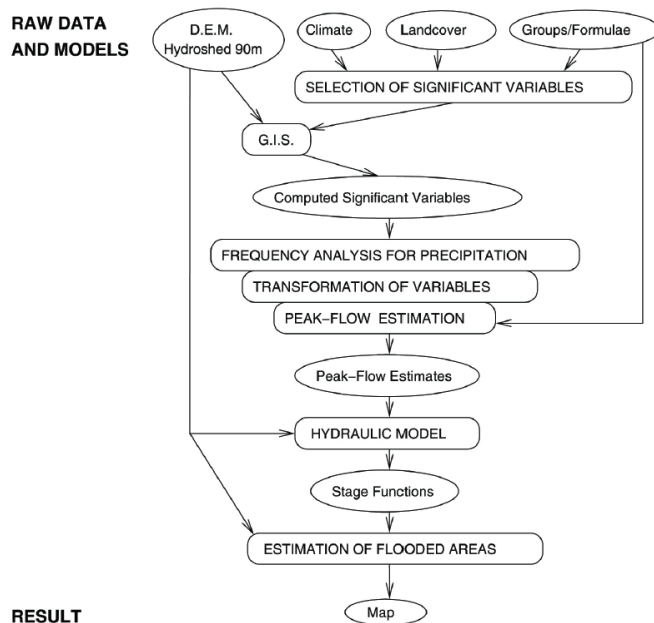 RAW DATA
AND MODELS
D.E.M.
Hydroshed 90m
Climate
Landcover
Groups/Formulae
SELECTION OF SIGNIFICANT VARIABLES
G.I.S.
Computed Significant Variables
FREQUENCY ANALYSIS FOR PRECIPITATION
TRANSFORMATION OF VARIABLES
PEAK−FLOW ESTIMATION
Peak−Flow Estimates
HYDRAULIC MODEL
Stage Functions
ESTIMATION OF FLOODED AREAS
Map
RESULT